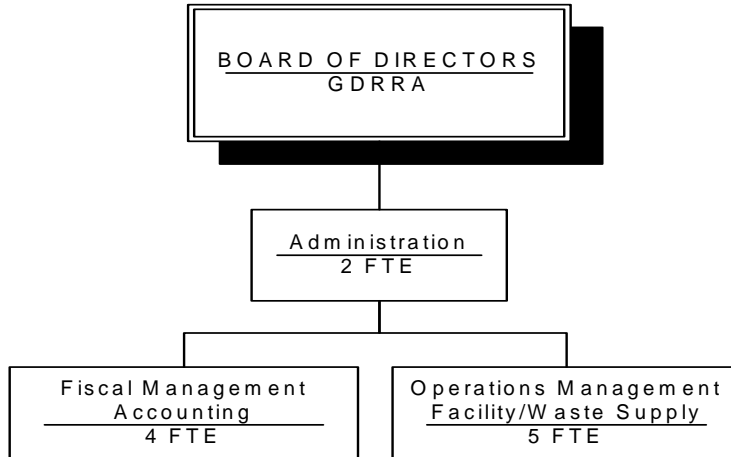 BOARD OF DIRECTORS
GDRRA
Administration
2 FTE
Fiscal Management
Accounting
4 FTE
Operations Management
Facility/Waste Supply
5 FTE